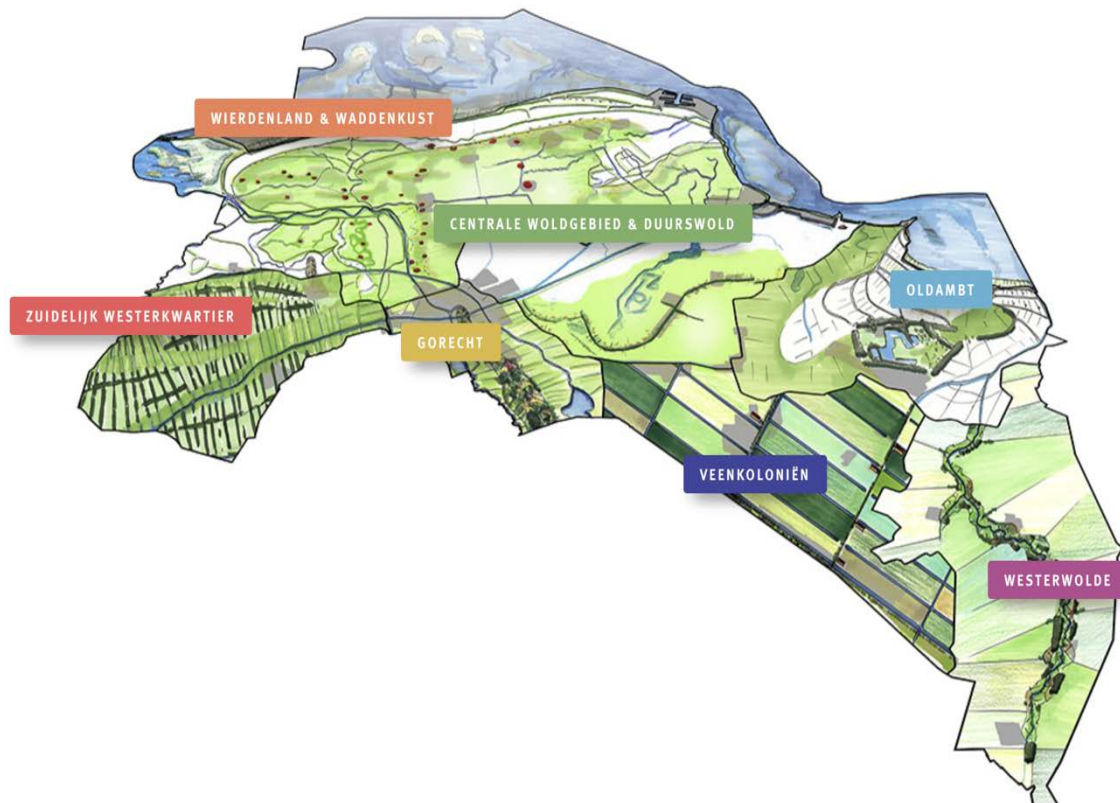 WIERDENLAND & WADDENKUST
CENTRALE WOLDGEBIED & DUURSWOLD
OLDAMBT
ZUIDELIJK WESTERKWARTIER
GORECHT
VEENKOLONIËN
WESTERWOLDE